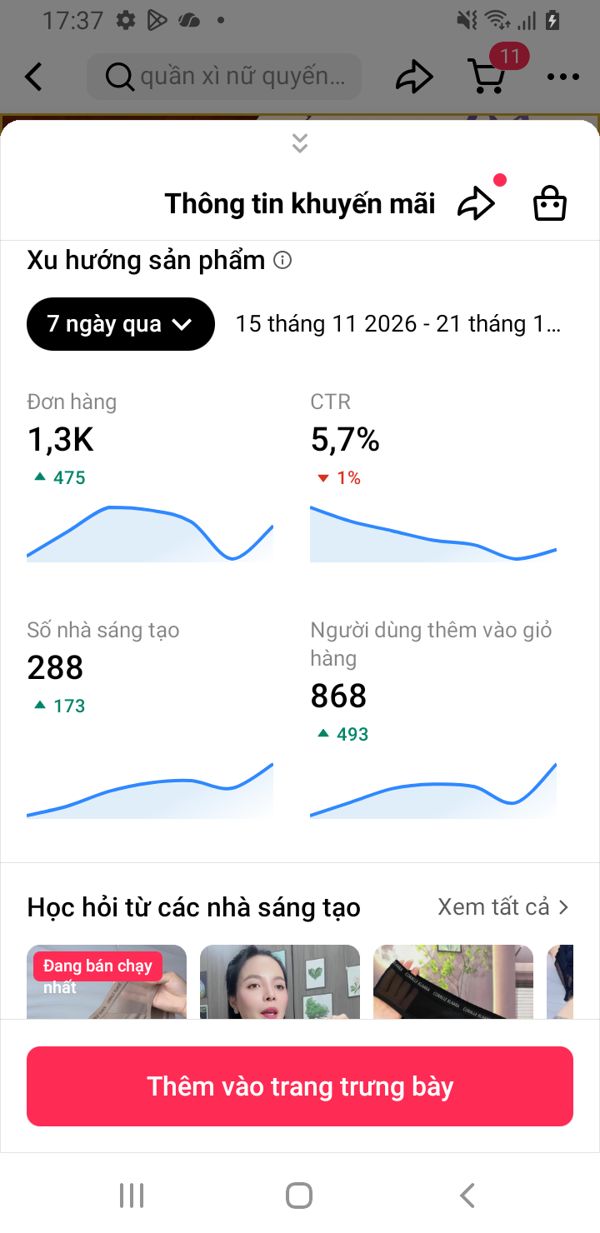 17:37
quần xì nữ quyến...
11
Thông tin khuyến mãi
Xu hướng sản phẩm
7 ngày qua
15 tháng 11 2026 - 21 tháng 1...
Đơn hàng
1,3K
475
CTR
5,7%
1%
Số nhà sáng tạo
288
173
Người dùng thêm vào giỏ
hàng
868
493
Học hỏi từ các nhà sáng tạo
Xem tất cả
Đang bán chạy
nhất
Thêm vào trang trưng bày